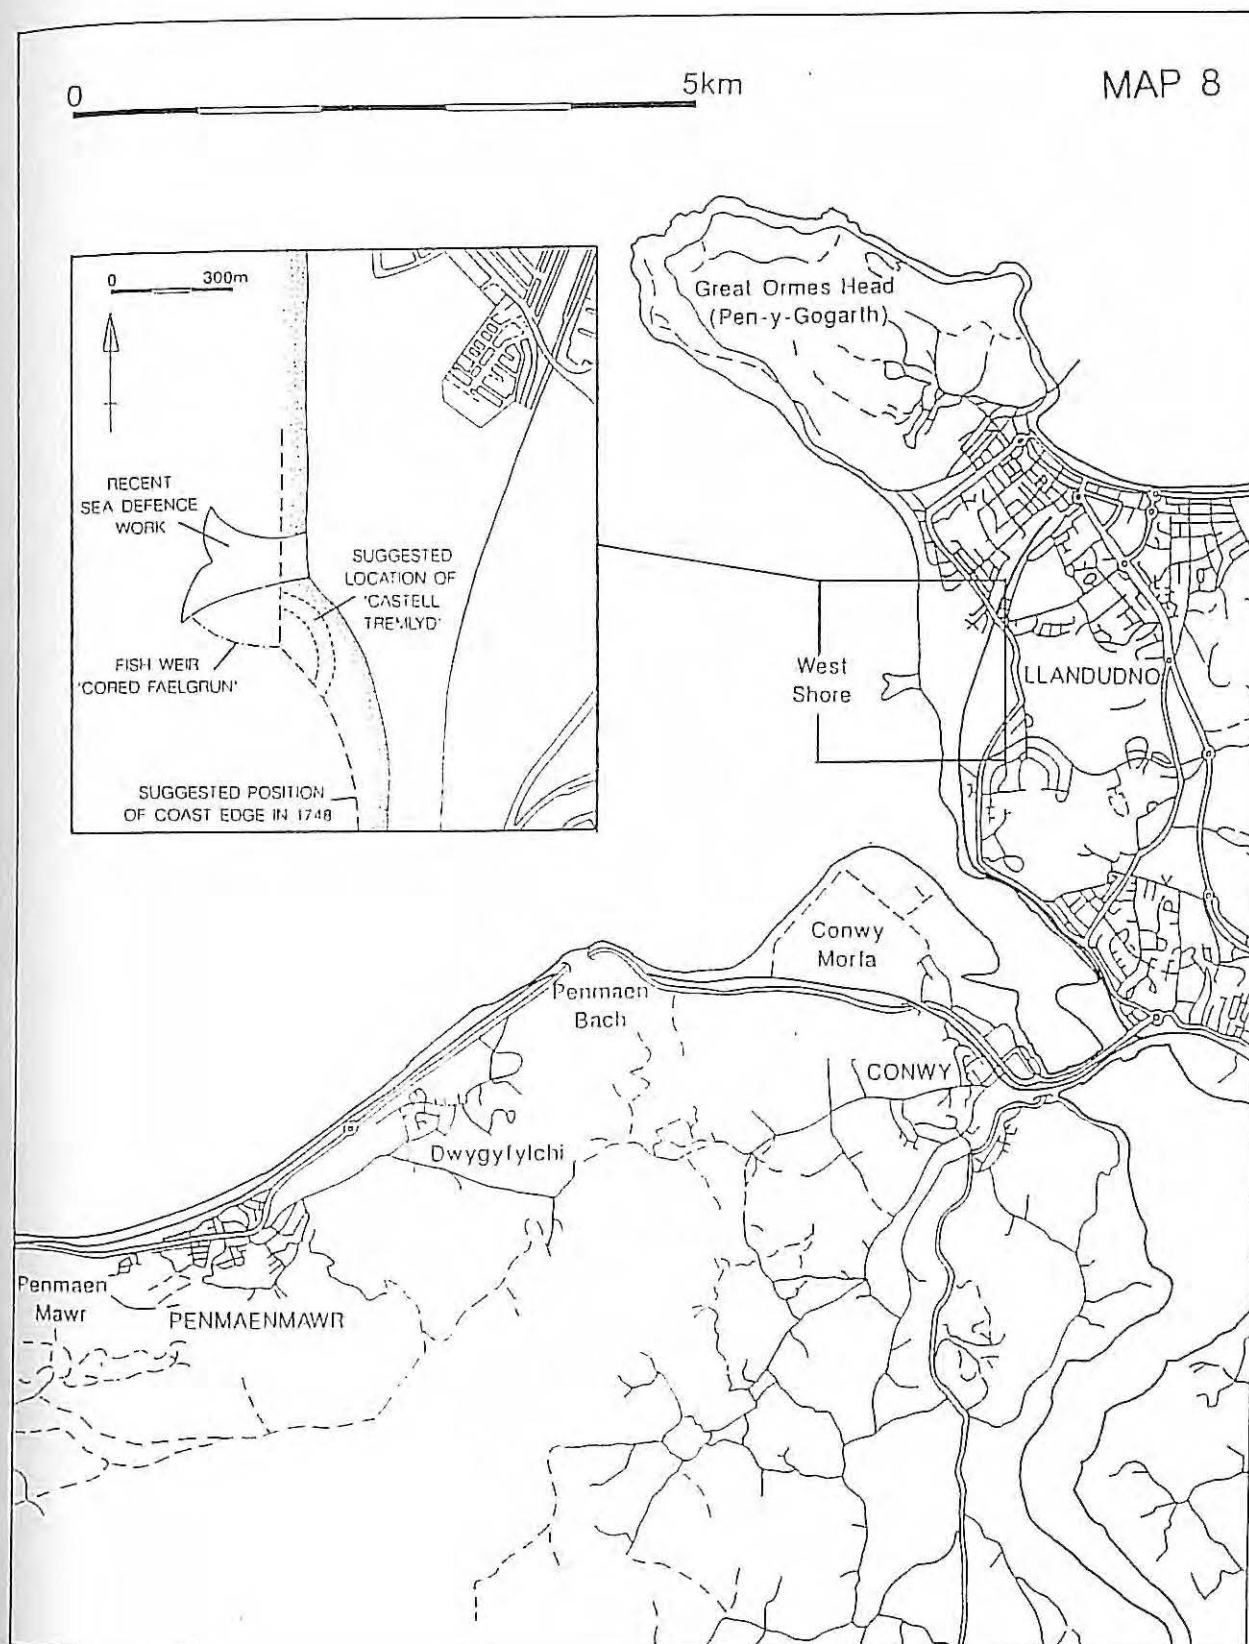 0 5km
MAP 8
0 300m
RECENT
SEA DEFENCE
WORK
SUGGESTED
LOCATION OF
'CASTELL
TREMLYD'
FISH WEIR
'CORED FAELGRUN'
SUGGESTED POSITION
OF COAST EDGE IN 1748
Great Ormes Head
(Pen-y-Gogarth)
West
Shore
LLANDUDNO
Conwy
Morfa
Penmaen
Bach
CONWY
Dwygyfylchi
Penmaen
Mawr
PENMAENMAWR